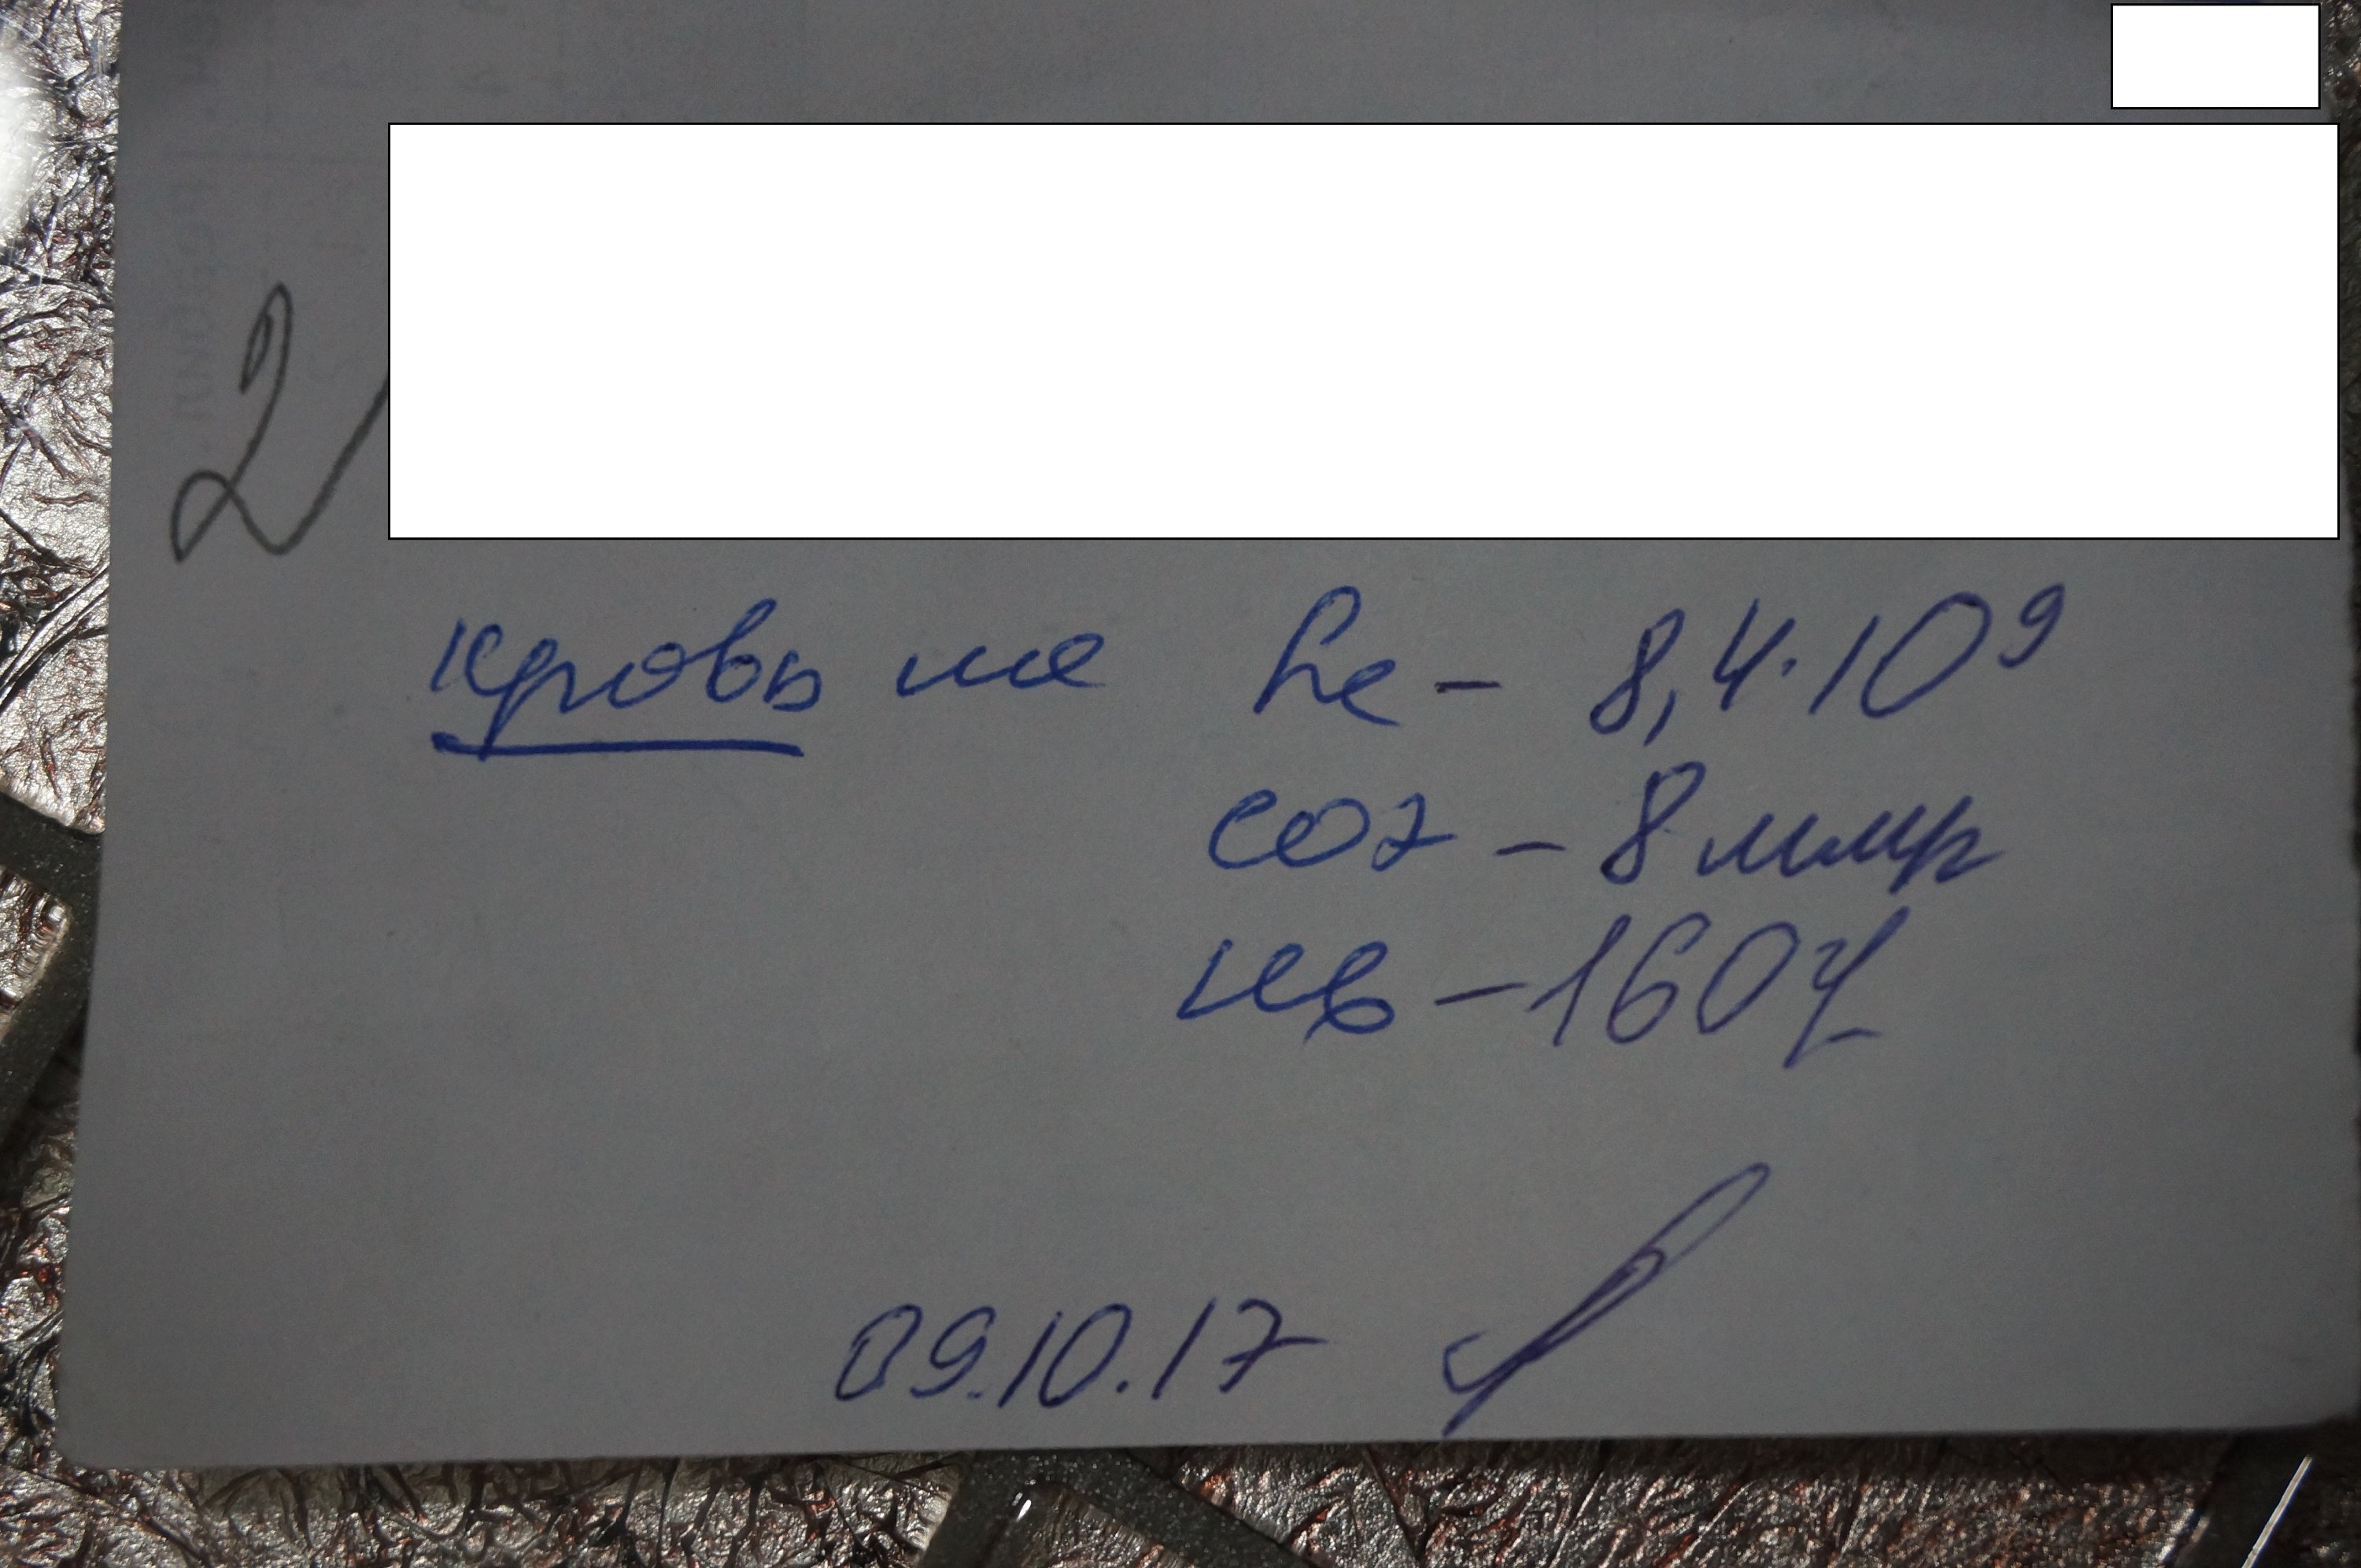 2
кровь на Le - 8,4·10⁹
СОЭ - 8 мм/ч
Нв - 160 г/л
09.10.17